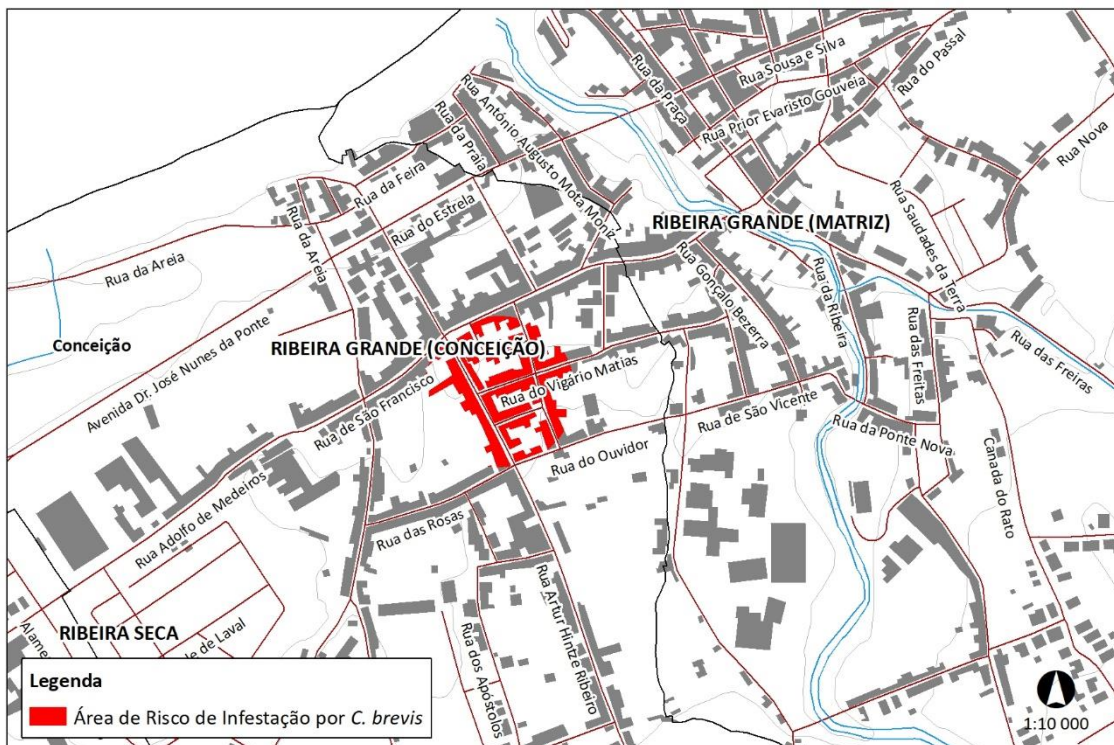 Rua da Praça
Rua Sousa e Silva
Rua do Passal
Rua Prior Evaristo Gouveia
Rua Nova
Rua António Augusto Mota Moniz
Rua da Praia
Rua da Feira
Rua do Estrela
Rua da Areia
Rua da Areia
RIBEIRA GRANDE (MATRIZ)
Rua Saudades da Terra
Rua Gonçalo Bezerra
Rua da Ribeira
Conceição
Avenida Dr. José Nunes da Ponte
RIBEIRA GRANDE (CONCEIÇÃO)
Rua das Freitas
Rua das Freiras
Rua de São Francisco
Rua do Vigário Matias
Rua de São Vicente
Rua da Ponte Nova
Rua do Ouvidor
Canada do Rato
Rua Adolfo de Medeiros
Rua das Rosas
Rua Artur Hintze Ribeiro
Rua dos Apóstolos
RIBEIRA SECA
de Laval
Legenda
Área de Risco de Infestação por C. brevis
1:10 000